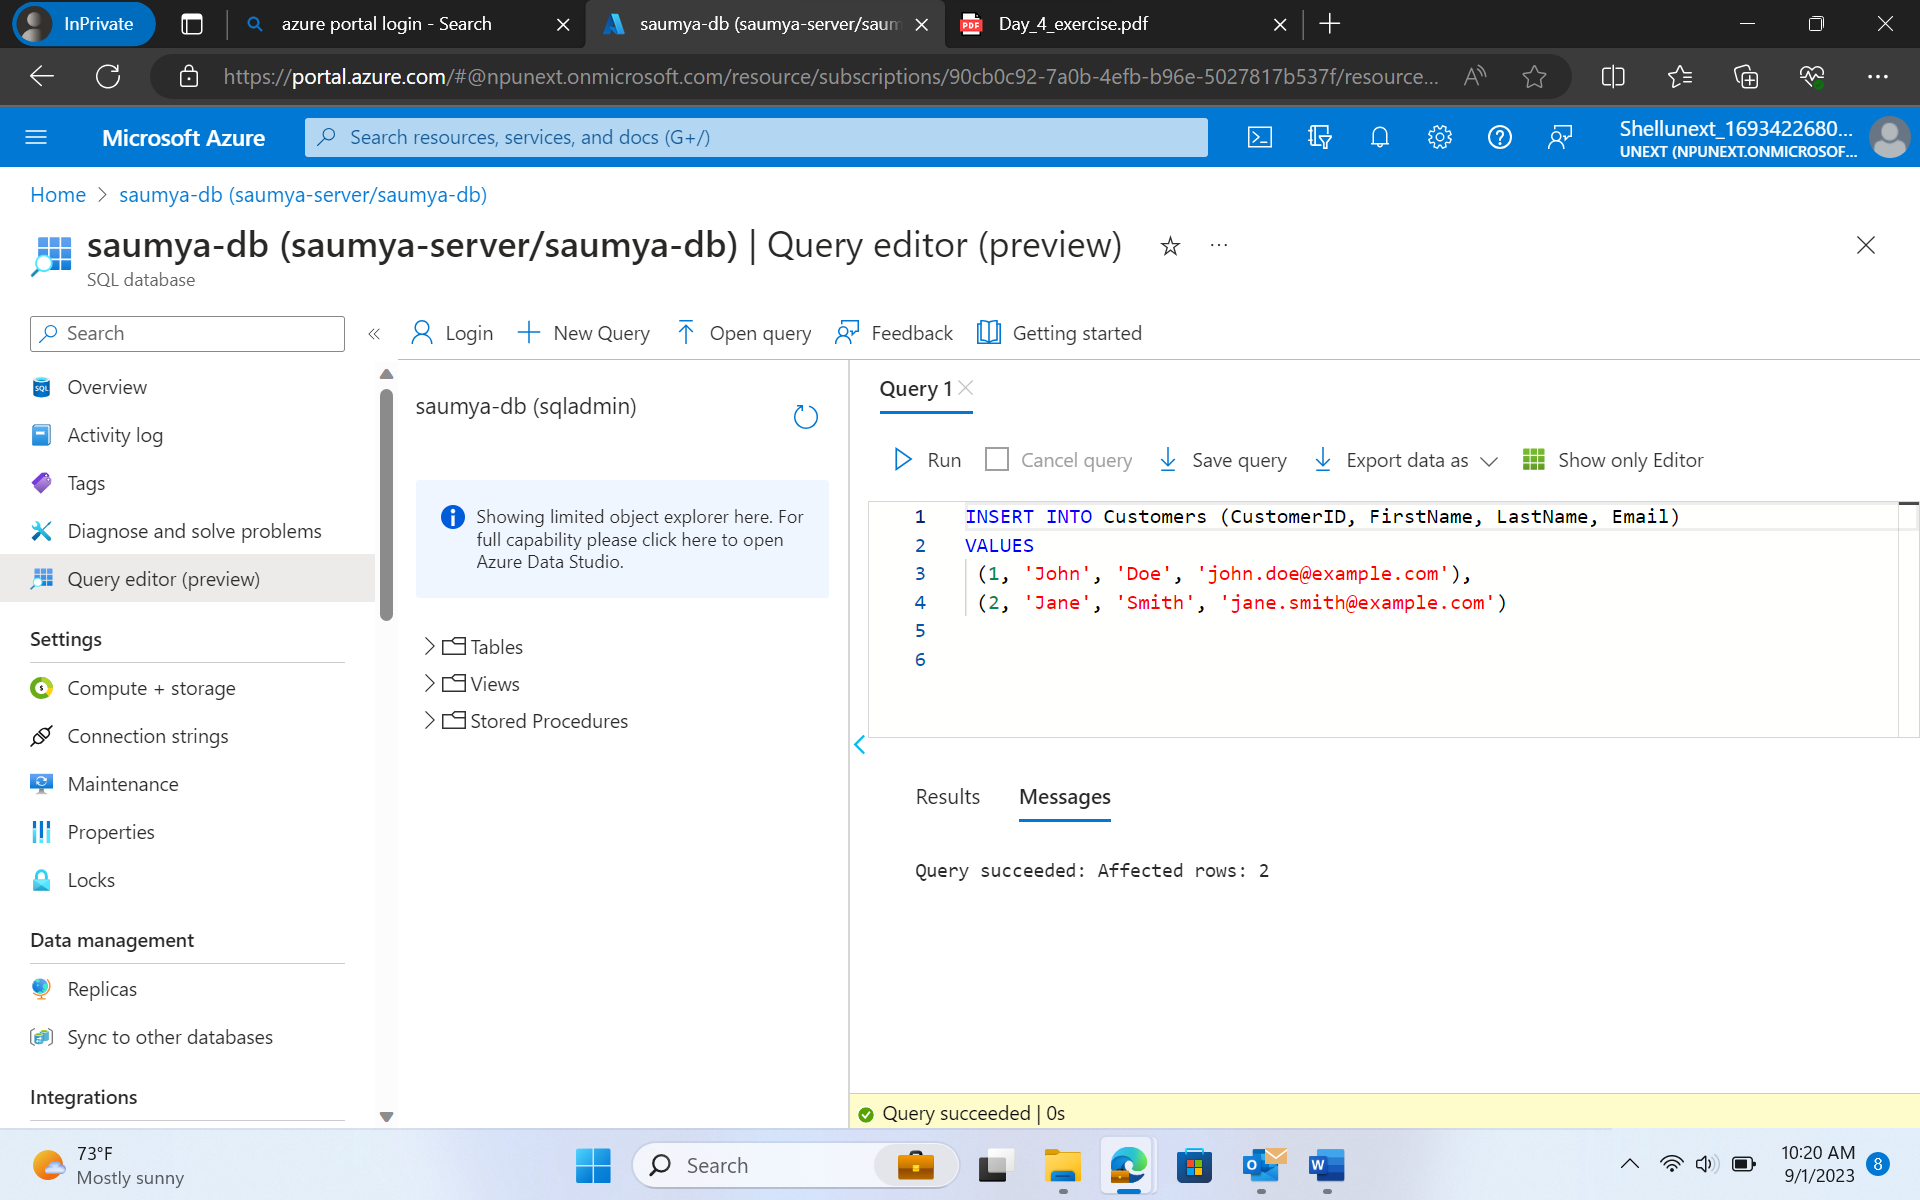 InPrivate
azure portal login - Search
saumya-db (saumya-server/saum
PDF
Day_4_exercise.pdf
https://portal.azure.com/#@npunext.onmicrosoft.com/resource/subscriptions/90cb0c92-7a0b-4efb-b96e-5027817b537f/resource...
Microsoft Azure
Search resources, services, and docs (G+/)
Shellunext_1693422680...
UNEXT (NPUNEXT.ONMICROSOF...
Home > saumya-db (saumya-server/saumya-db)
saumya-db (saumya-server/saumya-db) | Query editor (preview)
SQL database
Search
Login
New Query
Open query
Feedback
Getting started
SQL
Overview
Activity log
Tags
Diagnose and solve problems
Query editor (preview)
Settings
Compute + storage
Connection strings
Maintenance
Properties
Locks
Data management
Replicas
Sync to other databases
Integrations
saumya-db (sqladmin)
Showing limited object explorer here. For
full capability please click here to open
Azure Data Studio.
Tables
Views
Stored Procedures
Query 1
Run
Cancel query
Save query
Export data as
Show only Editor
1 INSERT INTO Customers (CustomerID, FirstName, LastName, Email)
2 VALUES
3 (1, 'John', 'Doe', 'john.doe@example.com'),
4 (2, 'Jane', 'Smith', 'jane.smith@example.com')
5
6
Results
Messages
Query succeeded: Affected rows: 2
Query succeeded | 0s
73°F
Mostly sunny
Search
10:20 AM
9/1/2023
8